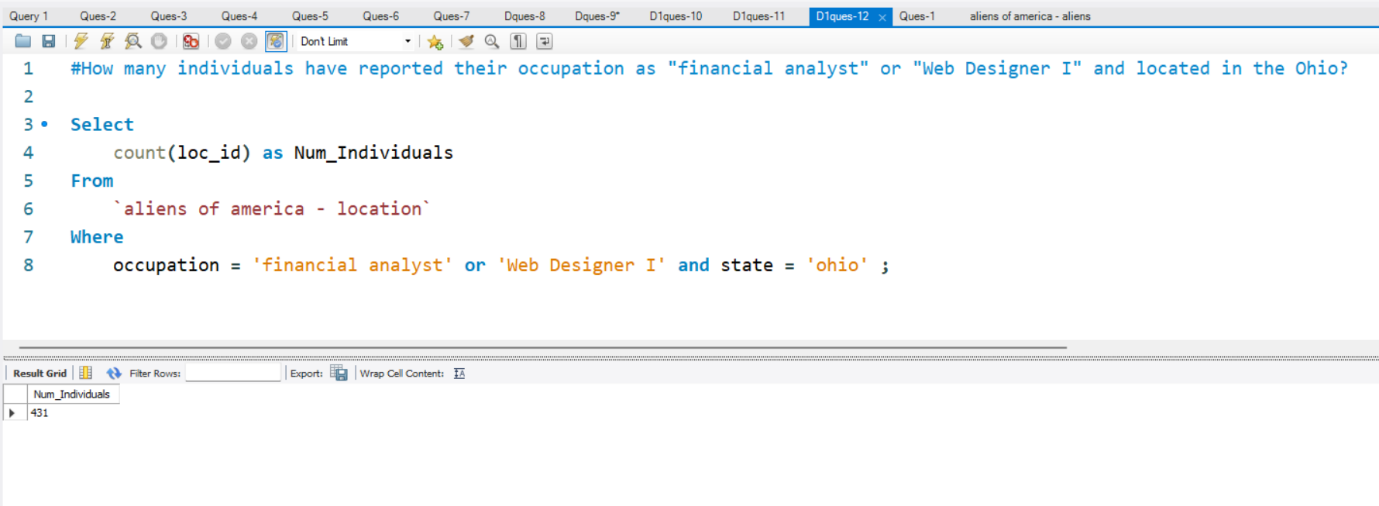 Query 1 Ques-2 Ques-3 Ques-4 Ques-5 Ques-6 Ques-7 Dques-8 Dques-9* D1ques-10 D1ques-11 D1ques-12 × Ques-1 aliens of america - aliens
Don't Limit
1 #How many individuals have reported their occupation as "financial analyst" or "Web Designer I" and located in the Ohio?
2
3 Select
4 count(loc_id) as Num_Individuals
5 From
6 `aliens of america - location`
7 Where
8 occupation = 'financial analyst' or 'Web Designer I' and state = 'ohio' ;
Result Grid Filter Rows: Export: Wrap Cell Content:
Num_Individuals
431